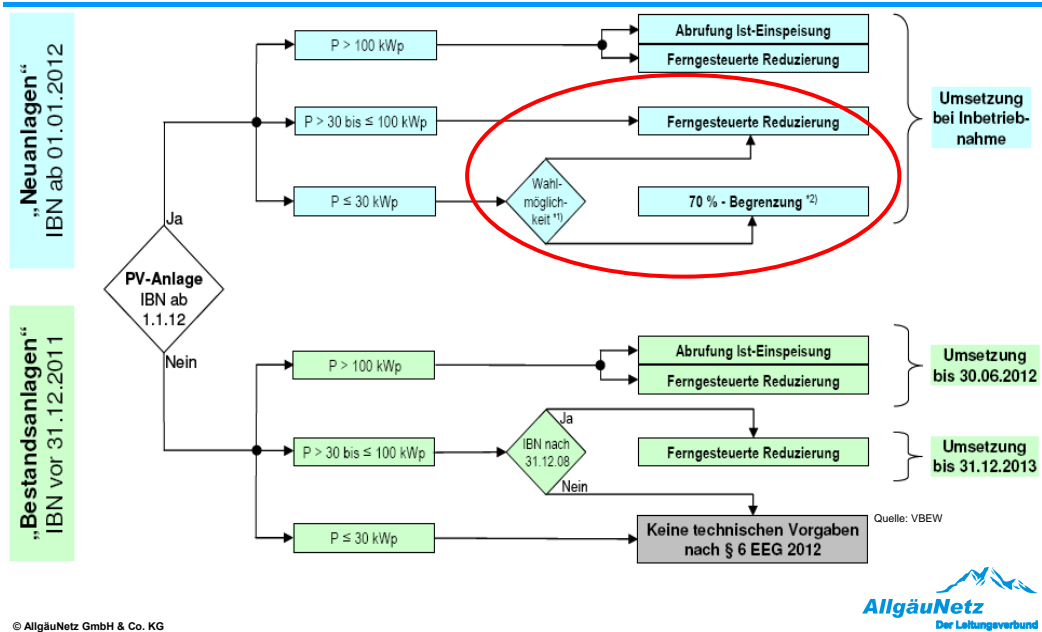 „Neuanlagen“
IBN ab 01.01.2012
P > 100 kWp
Abrufung Ist-Einspeisung
Ferngesteuerte Reduzierung
P > 30 bis ≤ 100 kWp
Ferngesteuerte Reduzierung
P ≤ 30 kWp
Wahl-
möglich-
keit *1)
70 % - Begrenzung *2)
Umsetzung
bei Inbetrieb-
nahme
Ja
PV-Anlage
IBN ab
1.1.12
Nein
„Bestandsanlagen“
IBN vor 31.12.2011
P > 100 kWp
Abrufung Ist-Einspeisung
Ferngesteuerte Reduzierung
Umsetzung
bis 30.06.2012
P > 30 bis ≤ 100 kWp
IBN nach
31.12.08
Ja
Nein
Ferngesteuerte Reduzierung
Umsetzung
bis 31.12.2013
P ≤ 30 kWp
Keine technischen Vorgaben
nach § 6 EEG 2012
Quelle: VBEW
AllgäuNetz
Der Leitungsverbund
© AllgäuNetz GmbH & Co. KG